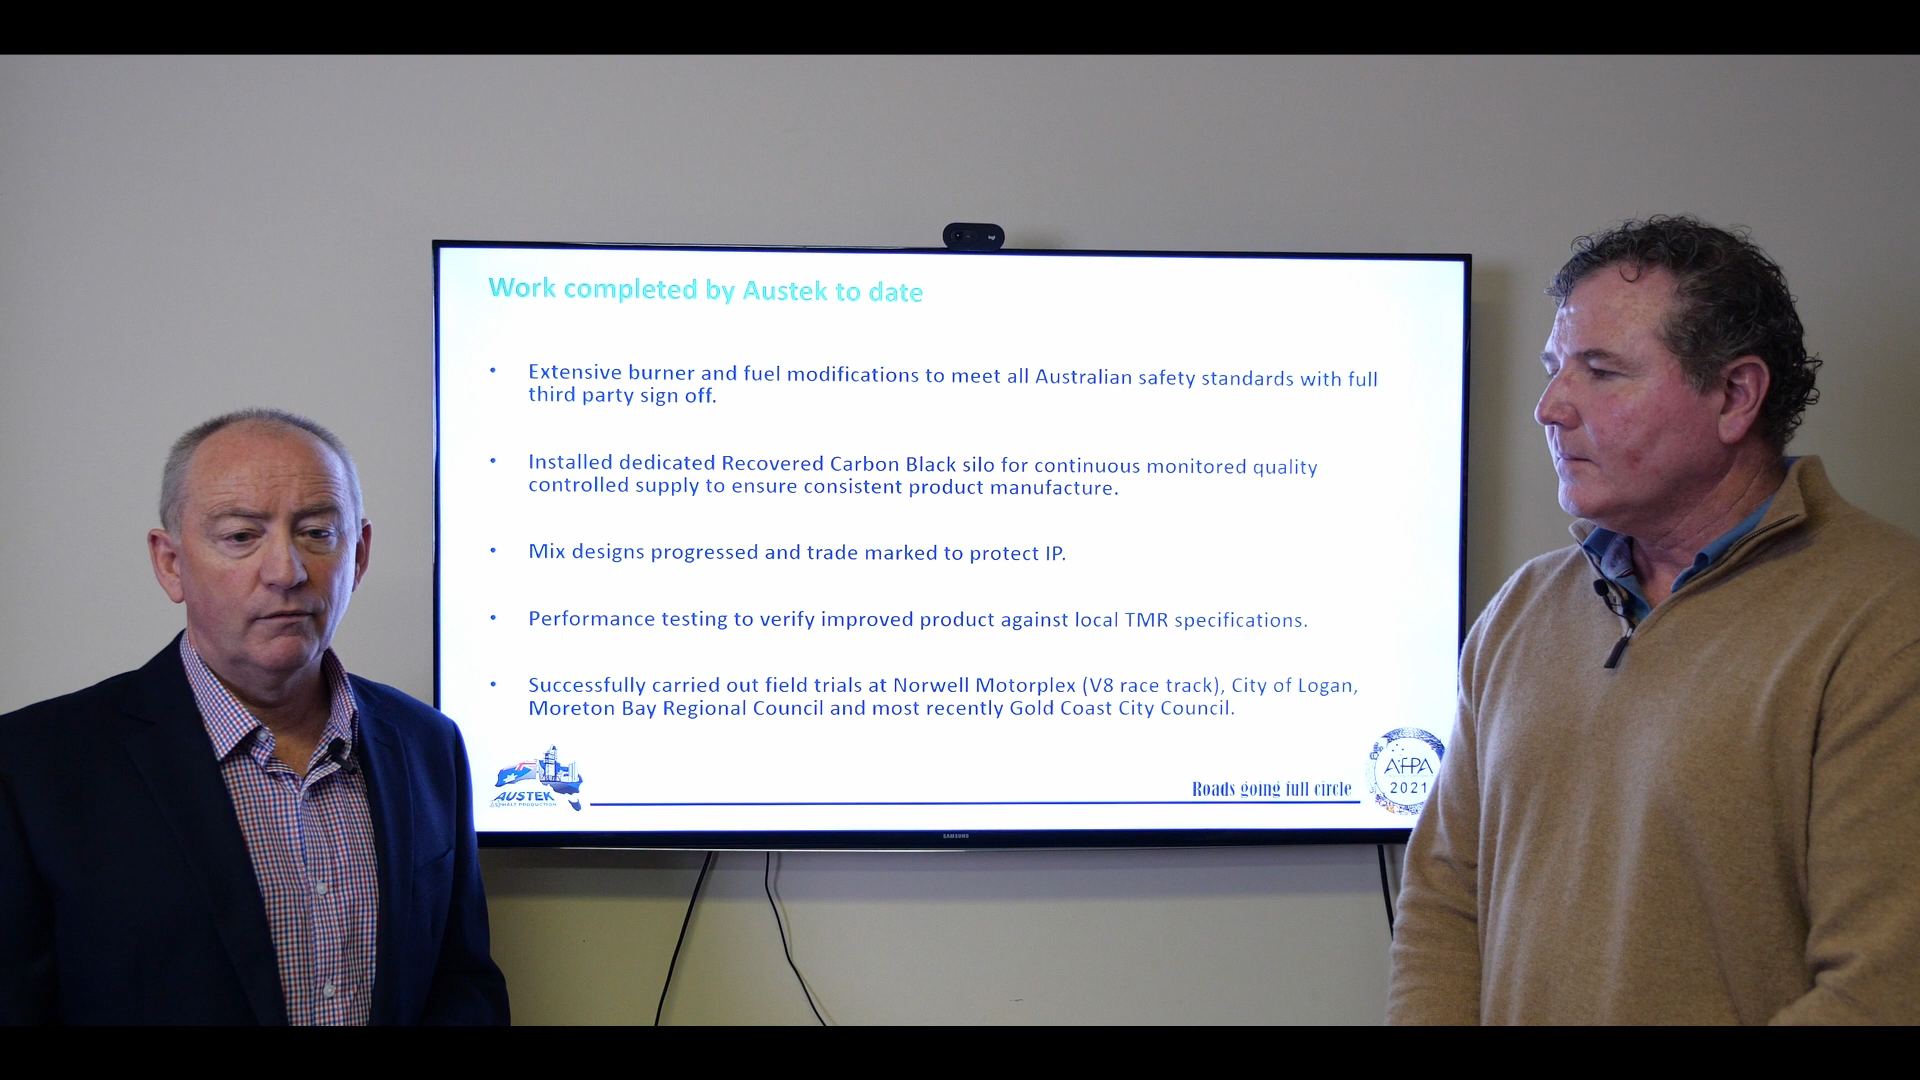 Work completed by Austek to date
• Extensive burner and fuel modifications to meet all Australian safety standards with full
third party sign off.
• Installed dedicated Recovered Carbon Black silo for continuous monitored quality
controlled supply to ensure consistent product manufacture.
• Mix designs progressed and trade marked to protect IP.
• Performance testing to verify improved product against local TMR specifications.
• Successfully carried out field trials at Norwell Motorplex (V8 race track), City of Logan,
Moreton Bay Regional Council and most recently Gold Coast City Council.
AUSTEK
ASPHALT PRODUCTION
Roads going full circle
AfPA
2021
SAMSUNG
logi